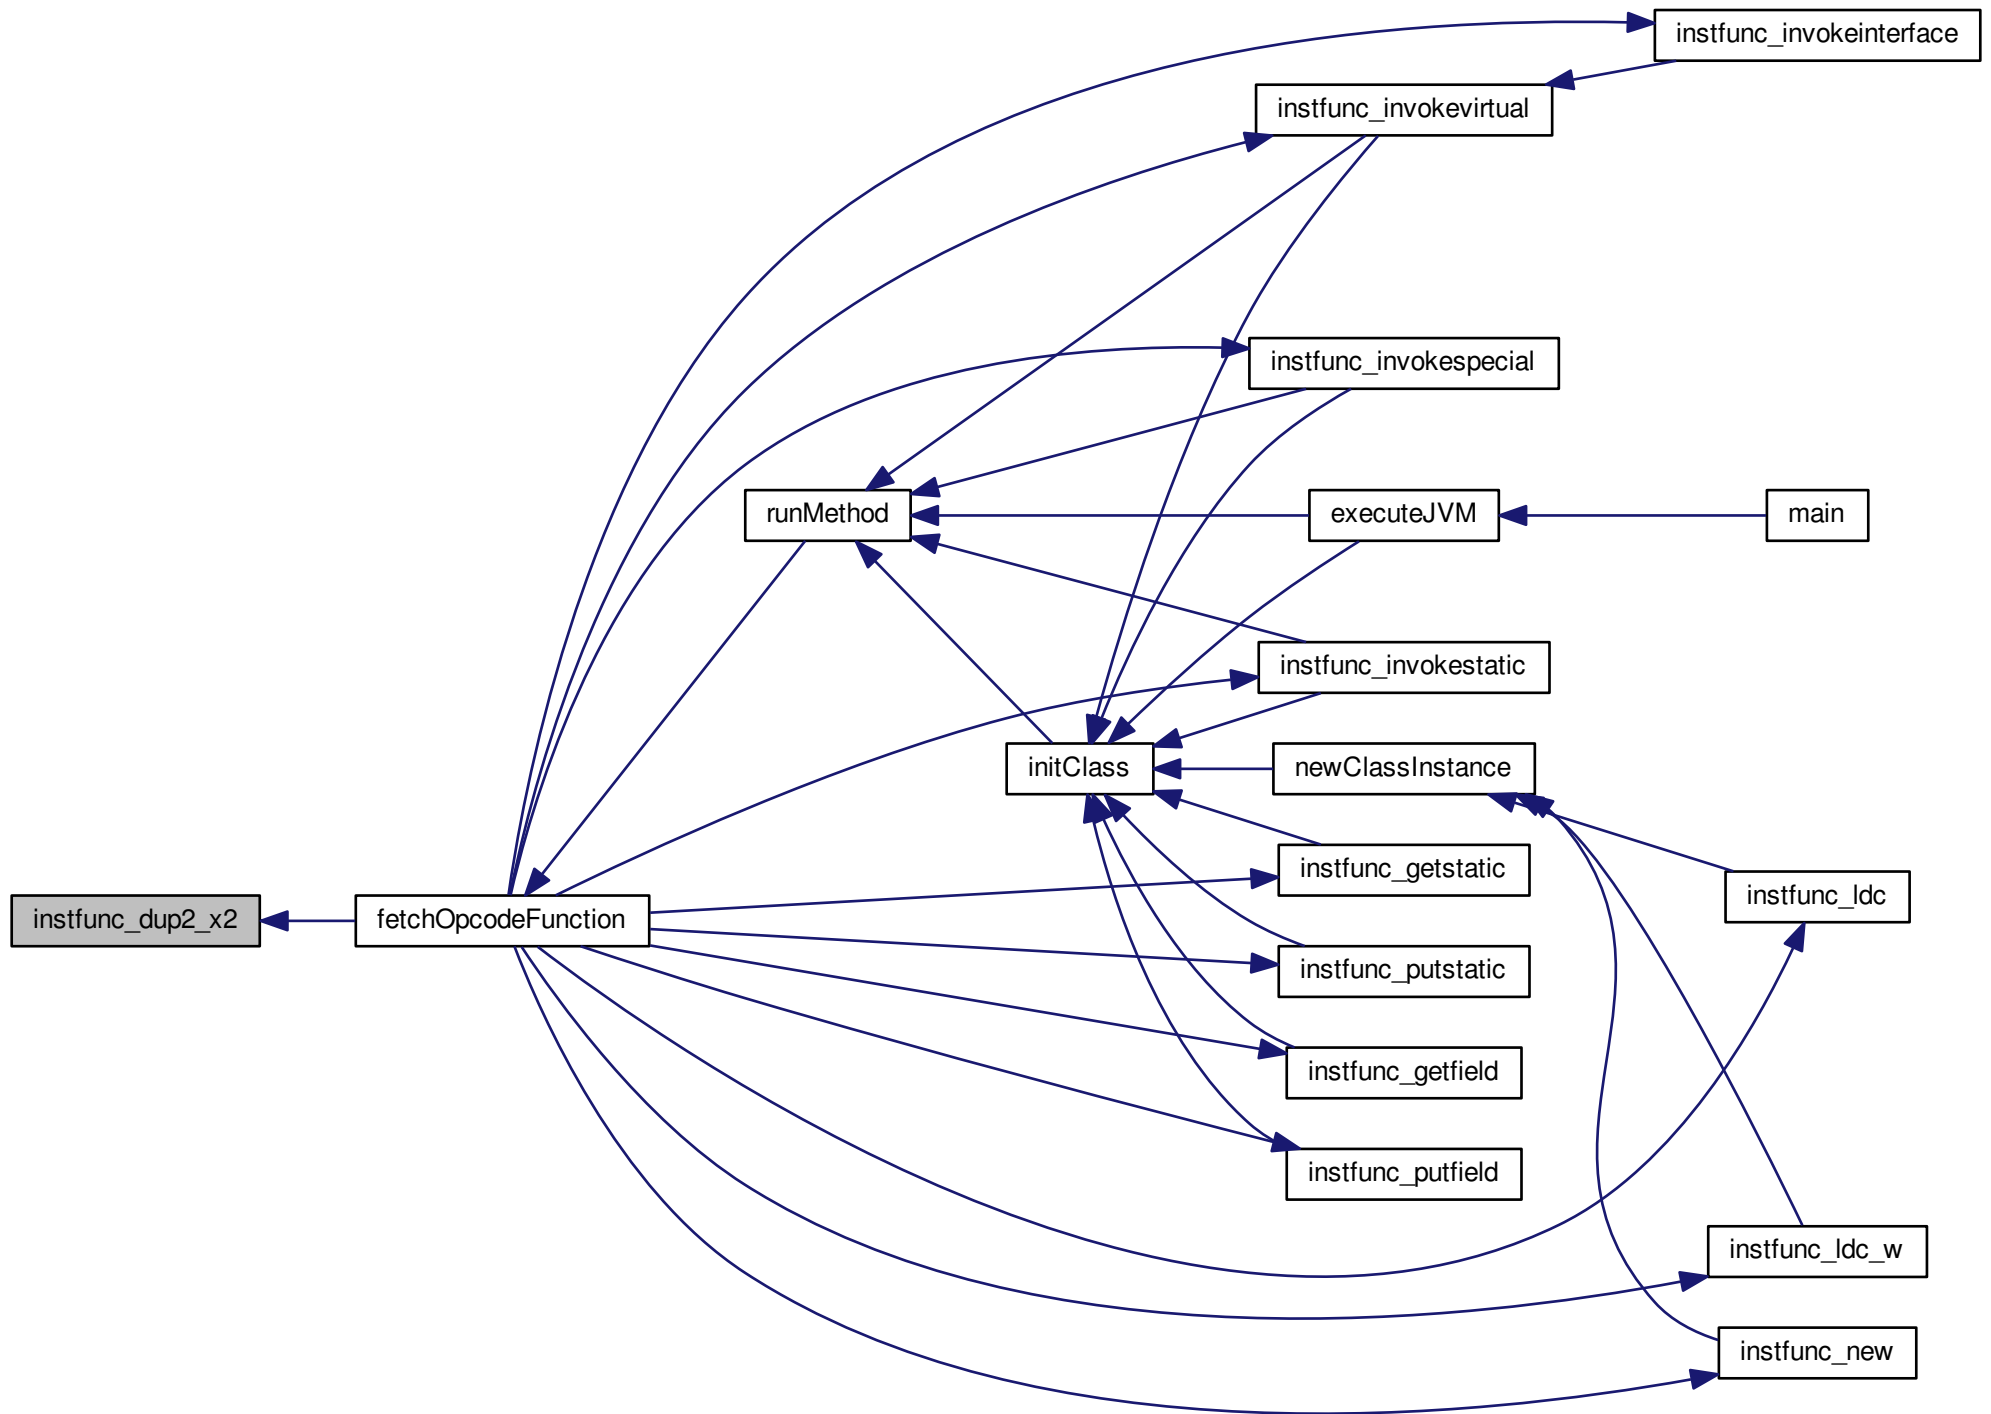 instfunc_invokeinterface
instfunc_invokevirtual
instfunc_invokespecial
runMethod
executeJVM
main
instfunc_invokestatic
initClass
newClassInstance
instfunc_getstatic
instfunc_ldc
instfunc_dup2_x2
fetchOpcodeFunction
instfunc_putstatic
instfunc_getfield
instfunc_putfield
instfunc_ldc_w
instfunc_new